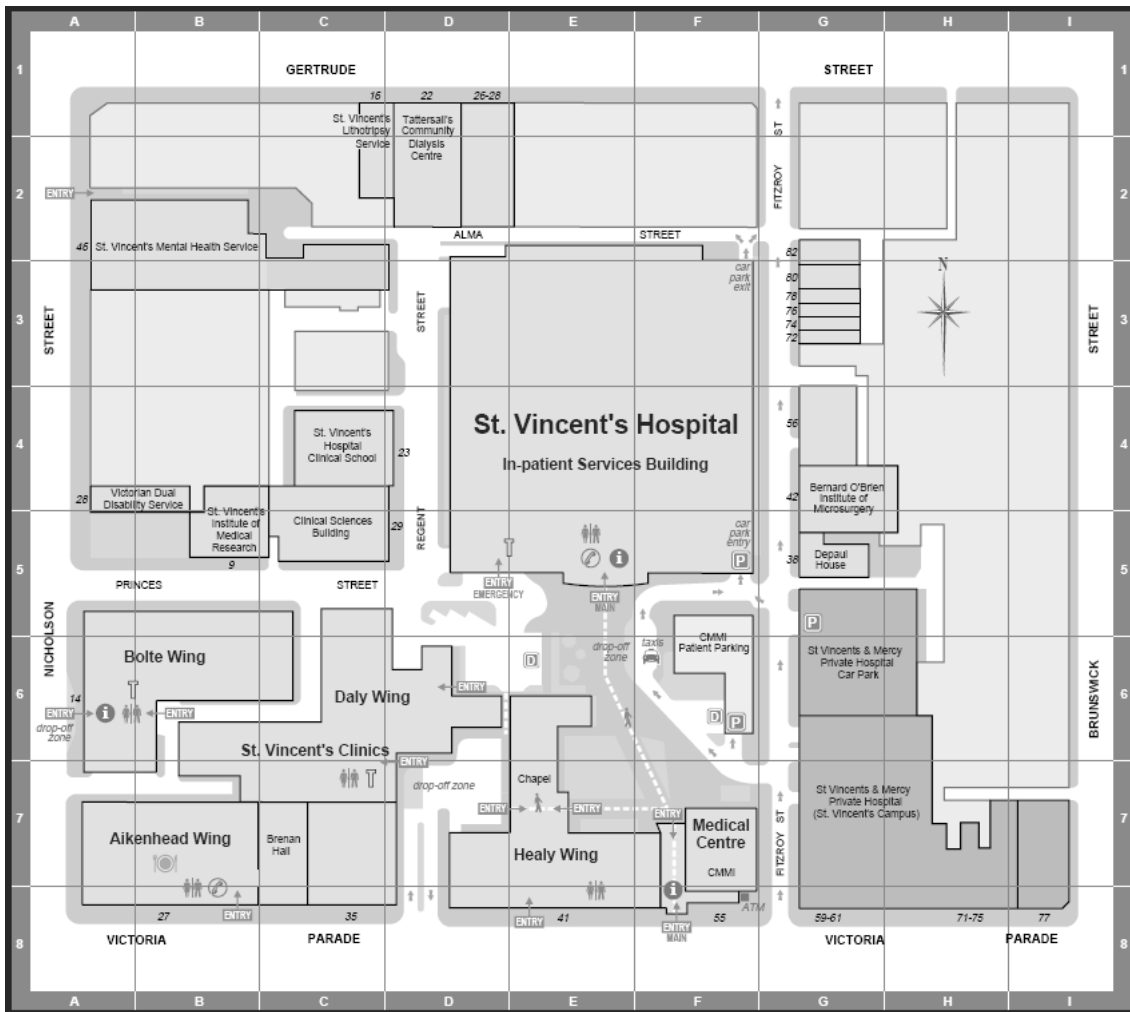 A B C D E F G H I
1 1
GERTRUDE STREET
16 22 26-28
St. Vincent's
Lithotripsy
Service
Tattersall's
Community
Dialysis
Centre
FITZROY ST
2 2
ENTRY
ALMA STREET
46 St. Vincent's Mental Health Service
car
park
exit
82
80
78
76
74
72
N
3 3
STREET
STREET
STREET
4 4
St. Vincent's
Hospital
Clinical School
23
St. Vincent's Hospital
In-patient Services Building
56
28
Victorian Dual
Disability Service
St. Vincent's
Institute of
Medical
Research
9
Clinical Sciences
Building
29
REGENT
42
Bernard O'Brien
Institute of
Microsurgery
car
park
entry
P
38
Depaul
House
5 5
T
i
ENTRY
EMERGENCY
ENTRY
MAIN
PRINCES STREET
NICHOLSON
P
Bolte Wing
T
14
ENTRY
i
ENTRY
drop-off
zone
Daly Wing
ENTRY
D
drop-off
zone
taxis
CMMI
Patient Parking
D
P
St Vincents & Mercy
Private Hospital
Car Park
6 6
BRUNSWICK
St. Vincent's Clinics
T
ENTRY
drop-off zone
Chapel
ENTRY
ENTRY
ENTRY
St Vincents & Mercy
Private Hospital
(St. Vincent's Campus)
7 7
Aikenhead Wing
Brenan
Hall
Healy Wing
Medical
Centre
CMMI
FITZROY ST
i
ATM
27
ENTRY
35
ENTRY
41
55
ENTRY
MAIN
59-61
71-75
77
VICTORIA PARADE VICTORIA PARADE
8 8
A B C D E F G H I